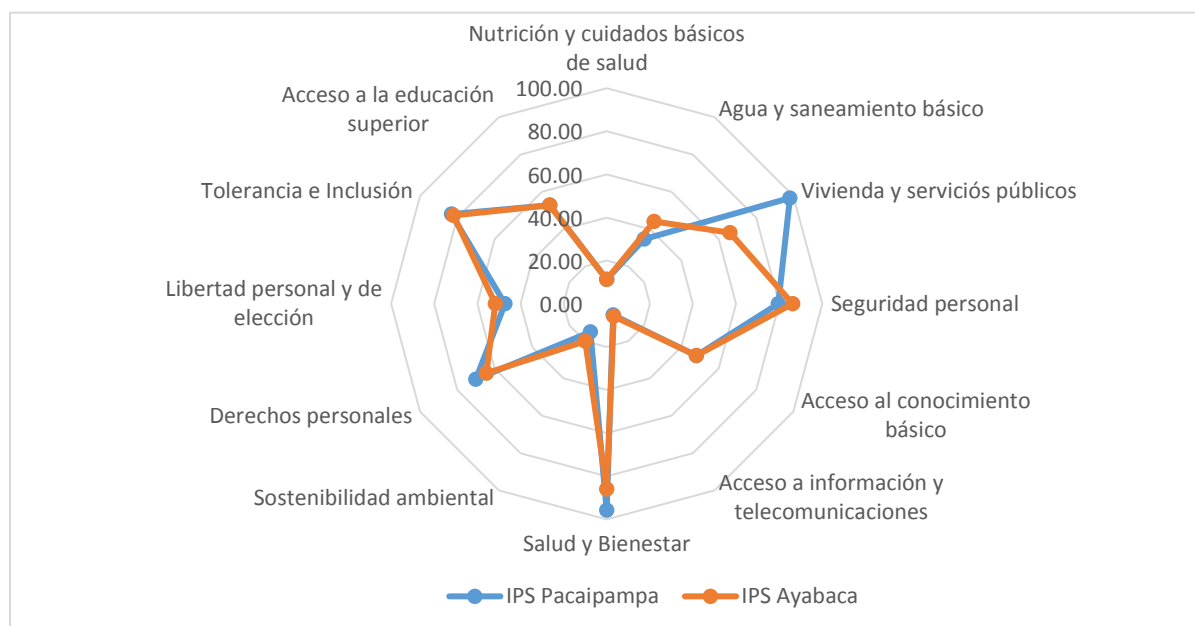 Nutrición y cuidados básicos
de salud
100.00
80.00
60.00
40.00
20.00
0.00
Agua y saneamiento básico
Vivienda y serviciós públicos
Seguridad personal
Acceso al conocimiento
básico
Acceso a información y
telecomunicaciones
Salud y Bienestar
Sostenibilidad ambiental
Derechos personales
Libertad personal y de
elección
Tolerancia e Inclusión
Acceso a la educación
superior
IPS Pacaipampa
IPS Ayabaca